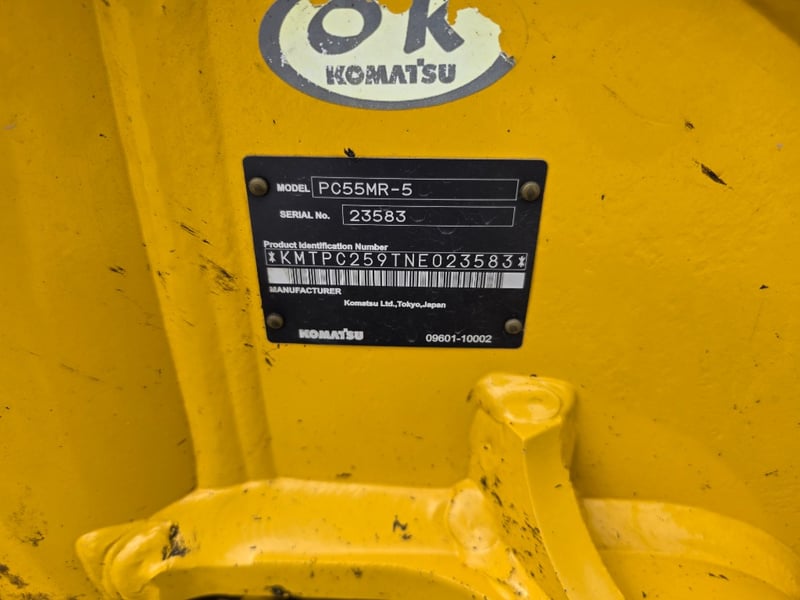 OK
KOMATSU
MODEL PC55MR-5
SERIAL No. 23583
Product Identification Number
*KMTPC259TNE023583*
MANUFACTURER
Komatsu Ltd.,Tokyo,Japan
KOMATSU 09601-10002